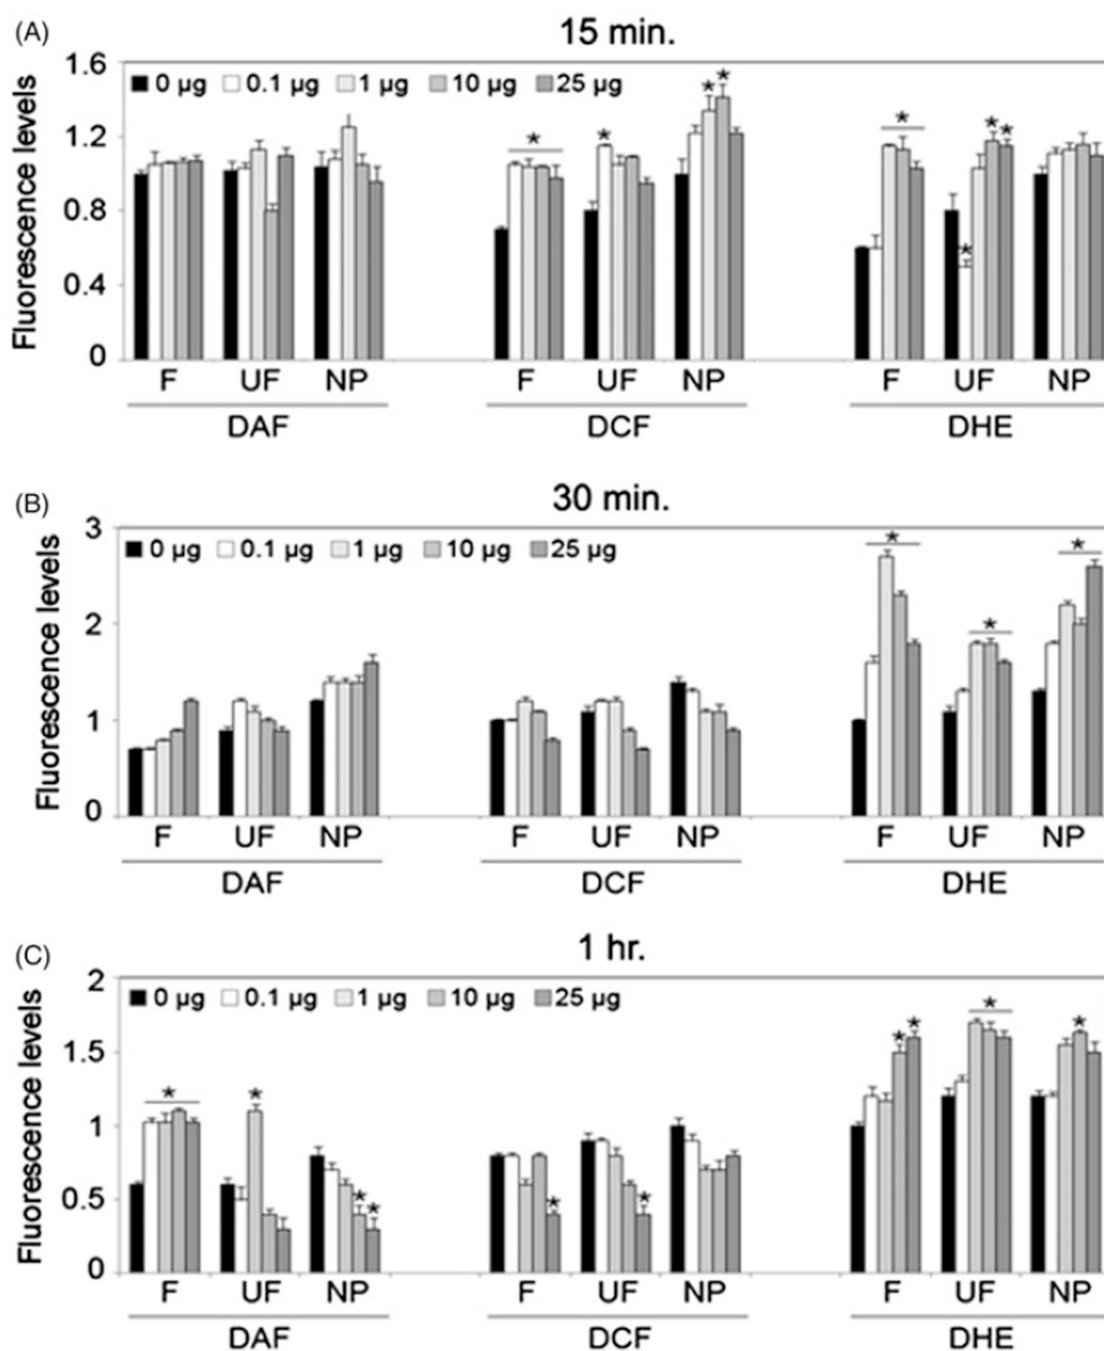 (A)
15 min.
Fluorescence levels
1.6
1.2
0.8
0.4
0
0 µg 0.1 µg 1 µg 10 µg 25 µg
* * * * * * * * *
F UF NP F UF NP F UF NP
DAF DCF DHE
(B)
30 min.
Fluorescence levels
3
2
1
0
0 µg 0.1 µg 1 µg 10 µg 25 µg
* * *
F UF NP F UF NP F UF NP
DAF DCF DHE
(C)
1 hr.
Fluorescence levels
2
1.5
1
0.5
0
0 µg 0.1 µg 1 µg 10 µg 25 µg
* * * * * * * * * *
F UF NP F UF NP F UF NP
DAF DCF DHE